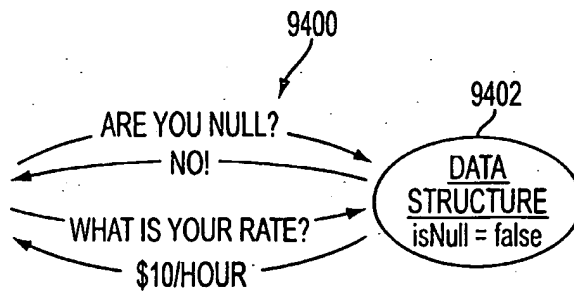 9400
9402
ARE YOU NULL?
NO!
WHAT IS YOUR RATE?
$10/HOUR
DATA
STRUCTURE
isNull = false